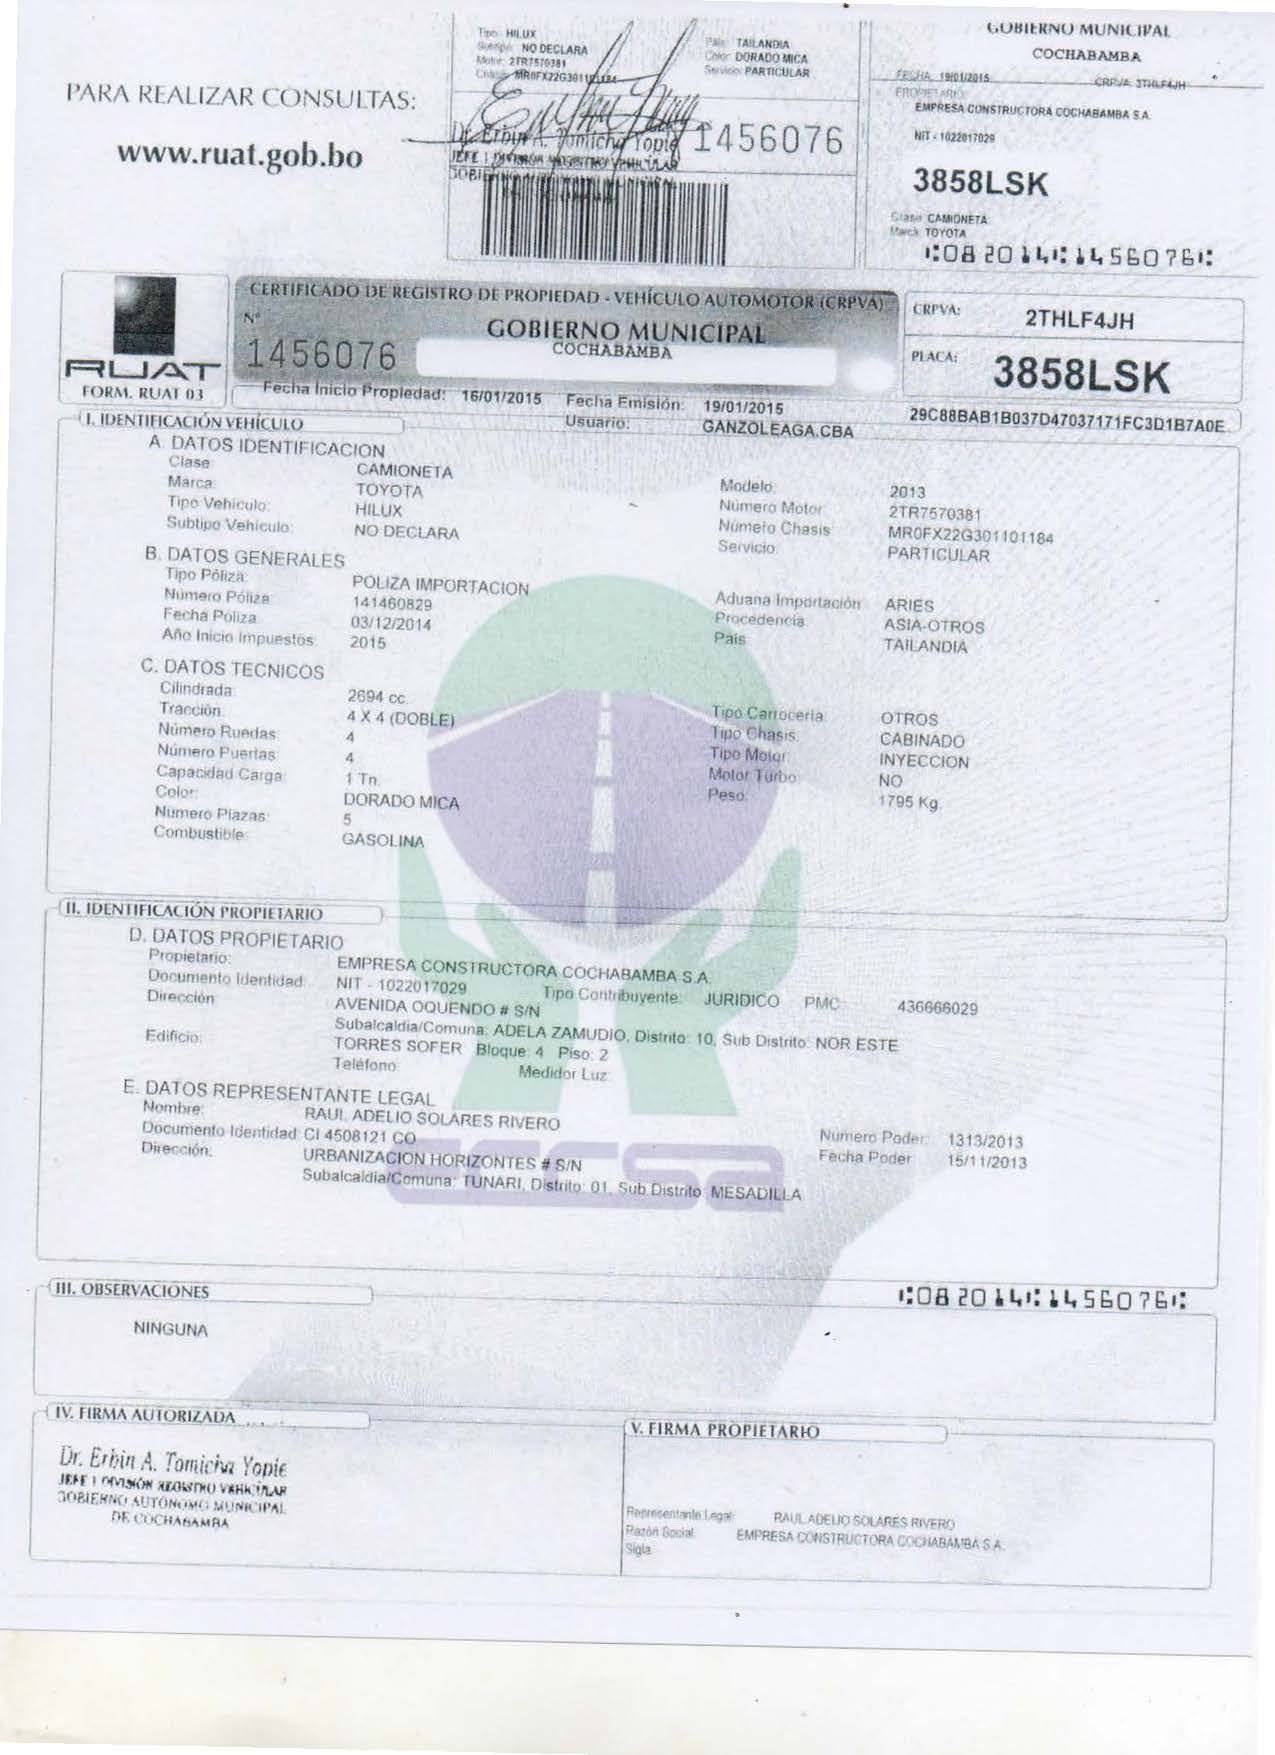 PARA REALIZAR CONSULTAS:
www.ruat.gob.bo
Tipo: HILUX
Subtipo: NO DECLARA
Motor: 2TR7570381
Chasis: MR0FX22G301101184
País: TAILANDIA
Color: DORADO MICA
Servicio: PARTICULAR
1456076
Dr. Erbin A. Tomicha Yopie
JEFE I DIVISIÓN REGISTRO VEHICULAR
GOBIERNO AUTÓNOMO MUNICIPAL
GOBIERNO MUNICIPAL
COCHABAMBA
FECHA: 19/01/2015 CRPVA: 2THLF4JH
PROPIETARIO:
EMPRESA CONSTRUCTORA COCHABAMBA S.A.
NIT - 1022017029
3858LSK
Clase: CAMIONETA
Marca: TOYOTA
⑆08 2014⑆1456076⑆
RUAT
FORM. RUAT 03
CERTIFICADO DE REGISTRO DE PROPIEDAD - VEHÍCULO AUTOMOTOR (CRPVA)
Nº
1456076
GOBIERNO MUNICIPAL
COCHABAMBA
CRPVA: 2THLF4JH
PLACA: 3858LSK
Fecha Inicio Propiedad: 16/01/2015 Fecha Emisión: 19/01/2015
Usuario: GANZOLEAGA.CBA
29C88BAB1B037D47037171FC3D1B7A0E
I. IDENTIFICACIÓN VEHÍCULO
A. DATOS IDENTIFICACION
Clase: CAMIONETA
Marca: TOYOTA Modelo: 2013
Tipo Vehículo: HILUX Número Motor: 2TR7570381
Subtipo Vehículo: NO DECLARA Número Chasis: MR0FX22G301101184
Servicio: PARTICULAR
B. DATOS GENERALES
Tipo Póliza: POLIZA IMPORTACION
Número Póliza: 141460829 Aduana Importación: ARIES
Fecha Póliza: 03/12/2014 Procedencia: ASIA-OTROS
Año Inicio Impuestos: 2015 País: TAILANDIA
C. DATOS TECNICOS
Cilindrada: 2694 cc.
Tracción: 4 X 4 (DOBLE) Tipo Carrocería: OTROS
Número Ruedas: 4 Tipo Chasis: CABINADO
Número Puertas: 4 Tipo Motor: INYECCION
Capacidad Carga: 1 Tn. Motor Turbo: NO
Color: DORADO MICA Peso: 1795 Kg.
Número Plazas: 5
Combustible: GASOLINA
II. IDENTIFICACIÓN PROPIETARIO
D. DATOS PROPIETARIO
Propietario: EMPRESA CONSTRUCTORA COCHABAMBA S.A.
Documento Identidad: NIT - 1022017029 Tipo Contribuyente: JURIDICO PMC: 436666029
Dirección: AVENIDA OQUENDO # S/N
Subalcaldía/Comuna: ADELA ZAMUDIO, Distrito: 10, Sub Distrito: NOR ESTE
Edificio: TORRES SOFER Bloque: 4 Piso: 2
Teléfono: Medidor Luz:
E. DATOS REPRESENTANTE LEGAL
Nombre: RAUL ADELIO SOLARES RIVERO
Documento Identidad: CI 4508121 CO Número Poder: 1313/2013
Dirección: URBANIZACION HORIZONTES # S/N Fecha Poder: 15/11/2013
Subalcaldía/Comuna: TUNARI, Distrito: 01, Sub Distrito: MESADILLA
eccsa
III. OBSERVACIONES
⑆08 2014⑆1456076⑆
NINGUNA
IV. FIRMA AUTORIZADA
Dr. Erbin A. Tomicha Yopie
JEFE I DIVISIÓN REGISTRO VEHICULAR
GOBIERNO AUTÓNOMO MUNICIPAL
DE COCHABAMBA
V. FIRMA PROPIETARIO
Representante Legal: RAUL ADELIO SOLARES RIVERO
Razón Social: EMPRESA CONSTRUCTORA COCHABAMBA S.A.
Sigla: